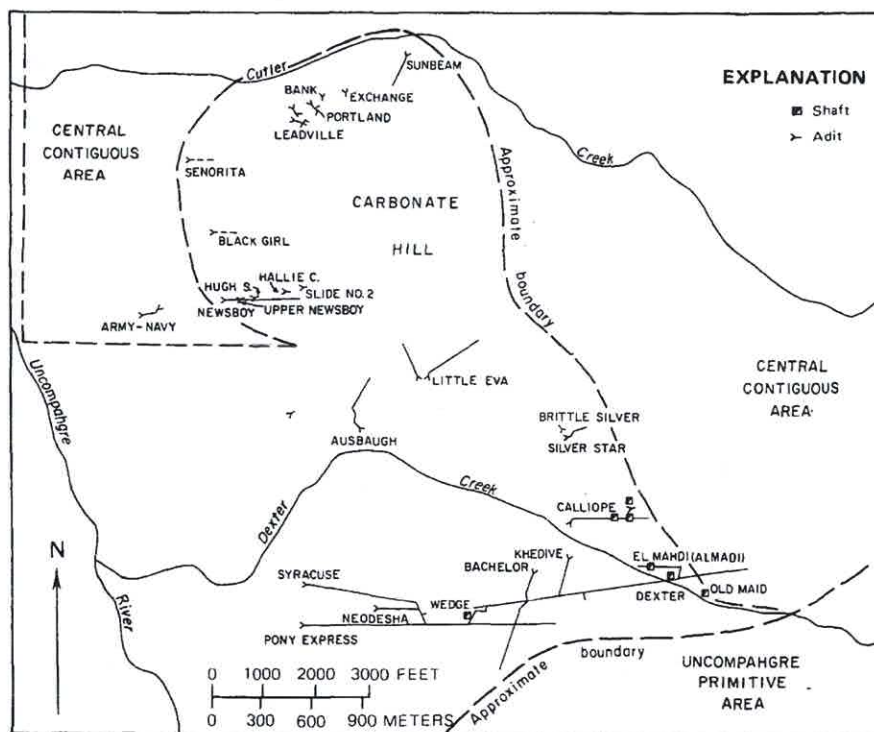 Cutler
SUNBEAM
BANK
EXCHANGE
PORTLAND
LEADVILLE
EXPLANATION
Shaft
Adit
CENTRAL
CONTIGUOUS
AREA
SENORITA
Approximate
Creek
CARBONATE
HILL
BLACK GIRL
boundary
HALLIE C.
HUGH S.
SLIDE NO. 2
NEWSBOY
UPPER NEWSBOY
ARMY-NAVY
Uncompahgre
LITTLE EVA
CENTRAL
CONTIGUOUS
AREA
BRITTLE SILVER
SILVER STAR
AUSBAUGH
Creek
Dexter
CALLIOPE
N
KHEDIVE
BACHELOR
EL MAHDI (ALMADI)
SYRACUSE
DEXTER
OLD MAID
WEDGE
NEODESHA
River
PONY EXPRESS
boundary
Approximate
UNCOMPAHGRE
PRIMITIVE
AREA
0 1000 2000 3000 FEET
0 300 600 900 METERS